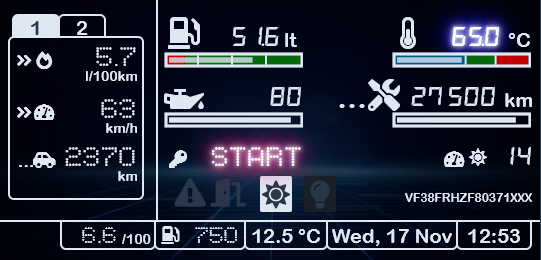 1 2
5.7
l/100km
63
km/h
2370
km
51.6 lt
65.0 °C
80
27500 km
START
14
VF38FRHZF80371XXX
6.6 /100
750
12.5 °C
Wed, 17 Nov
12:53